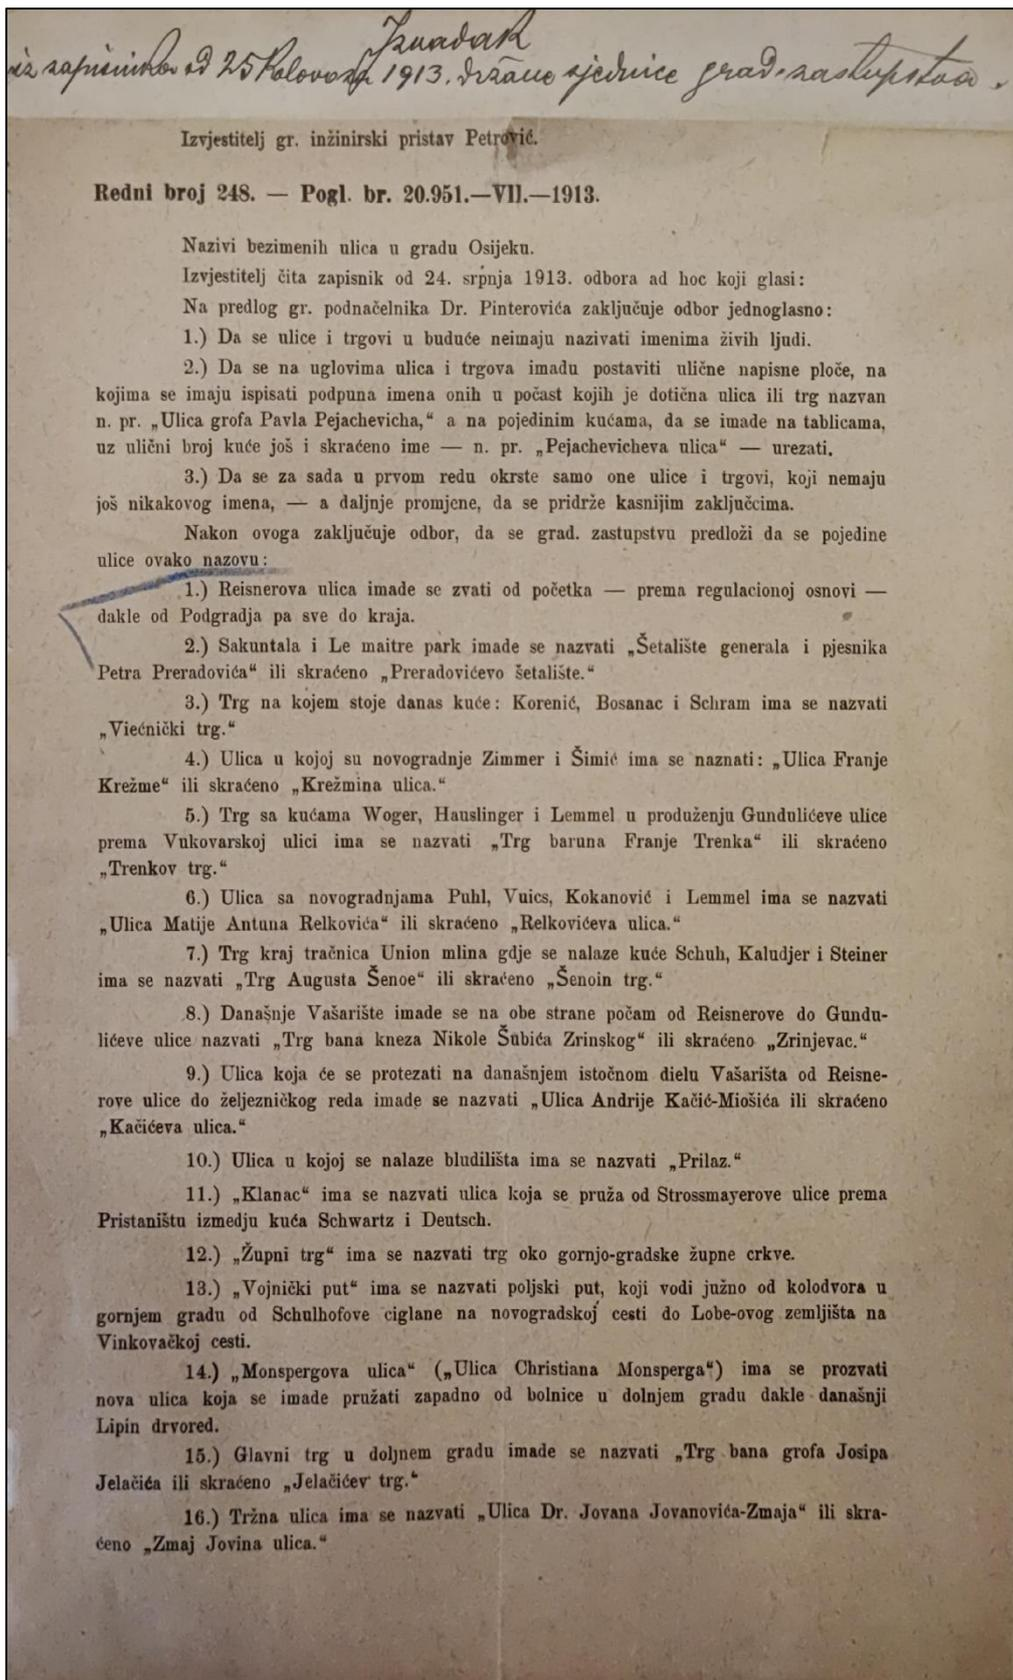 Izvadak
iz zapisnika od 25 Kolovoza 1913. držane sjednice grad. zastupstva.
Izvjestitelj gr. inžinirski pristav Petrović.
Redni broj 248. — Pogl. br. 20.951.—VII.—1913.
Nazivi bezimenih ulica u gradu Osijeku.
Izvjestitelj čita zapisnik od 24. srpnja 1913. odbora ad hoc koji glasi:
Na predlog gr. podnačelnika Dr. Pinterovića zaključuje odbor jednoglasno:
1.) Da se ulice i trgovi u buduće neimaju nazivati imenima živih ljudi.
2.) Da se na uglovima ulica i trgova imadu postaviti ulične napisne ploče, na
kojima se imaju ispisati podpuna imena onih u počast kojih je dotična ulica ili trg nazvan
n. pr. „Ulica grofa Pavla Pejachevicha,“ a na pojedinim kućama, da se imade na tablicama,
uz ulični broj kuće još i skraćeno ime — n. pr. „Pejachevicheva ulica“ — urezati.
3.) Da se za sada u prvom redu okrste samo one ulice i trgovi, koji nemaju
još nikakovog imena, — a daljnje promjene, da se pridrže kasnijim zaključcima.
Nakon ovoga zaključuje odbor, da se grad. zastupstvu predloži da se pojedine
ulice ovako nazovu:
1.) Reisnerova ulica imade se zvati od početka — prema regulacionoj osnovi —
dakle od Podgradja pa sve do kraja.
2.) Sakuntala i Le maitre park imade se nazvati „Šetalište generala i pjesnika
Petra Preradovića“ ili skraćeno „Preradovićevo šetalište.“
3.) Trg na kojem stoje danas kuće: Korenić, Bosanac i Schram ima se nazvati
„Viećnički trg.“
4.) Ulica u kojoj su novogradnje Zimmer i Šimić ima se naznati: „Ulica Franje
Krežme“ ili skraćeno „Krežmina ulica.“
5.) Trg sa kućama Woger, Hauslinger i Lemmel u produženju Gundulićeve ulice
prema Vukovarskoj ulici ima se nazvati „Trg baruna Franje Trenka“ ili skraćeno
„Trenkov trg.“
6.) Ulica sa novogradnjama Puhl, Vuics, Kokanović i Lemmel ima se nazvati
„Ulica Matije Antuna Relkovića“ ili skraćeno „Relkovićeva ulica.“
7.) Trg kraj tračnica Union mlina gdje se nalaze kuće Schuh, Kaludjer i Steiner
ima se nazvati „Trg Augusta Šenoe“ ili skraćeno „Šenoin trg.“
8.) Današnje Vašarište imade se na obe strane počam od Reisnerove do Gundu-
lićeve ulice nazvati „Trg bana kneza Nikole Šubića Zrinskog“ ili skraćeno „Zrinjevac.“
9.) Ulica koja će se protezati na današnjem istočnom dielu Vašarišta od Reisne-
rove ulice do željezničkog reda imade se nazvati „Ulica Andrije Kačić-Miošića ili skraćeno
„Kačićeva ulica.“
10.) Ulica u kojoj se nalaze bludilišta ima se nazvati „Prilaz.“
11.) „Klanac“ ima se nazvati ulica koja se pruža od Strossmayerove ulice prema
Pristaništu izmedju kuća Schwartz i Deutsch.
12.) „Župni trg“ ima se nazvati trg oko gornjo-gradske župne crkve.
13.) „Vojnički put“ ima se nazvati poljski put, koji vodi južno od kolodvora u
gornjem gradu od Schulhofove ciglane na novogradskoj cesti do Lobe-ovog zemljišta na
Vinkovačkoj cesti.
14.) „Monspergova ulica“ („Ulica Christiana Monsperga“) ima se prozvati
nova ulica koja se imade pružati zapadno od bolnice u dolnjem gradu dakle današnji
Lipin drvored.
15.) Glavni trg u doljnem gradu imade se nazvati „Trg bana grofa Josipa
Jelačića ili skraćeno „Jelačićev trg.“
16.) Tržna ulica ima se nazvati „Ulica Dr. Jovana Jovanovića-Zmaja“ ili skra-
ćeno „Zmaj Jovina ulica.“